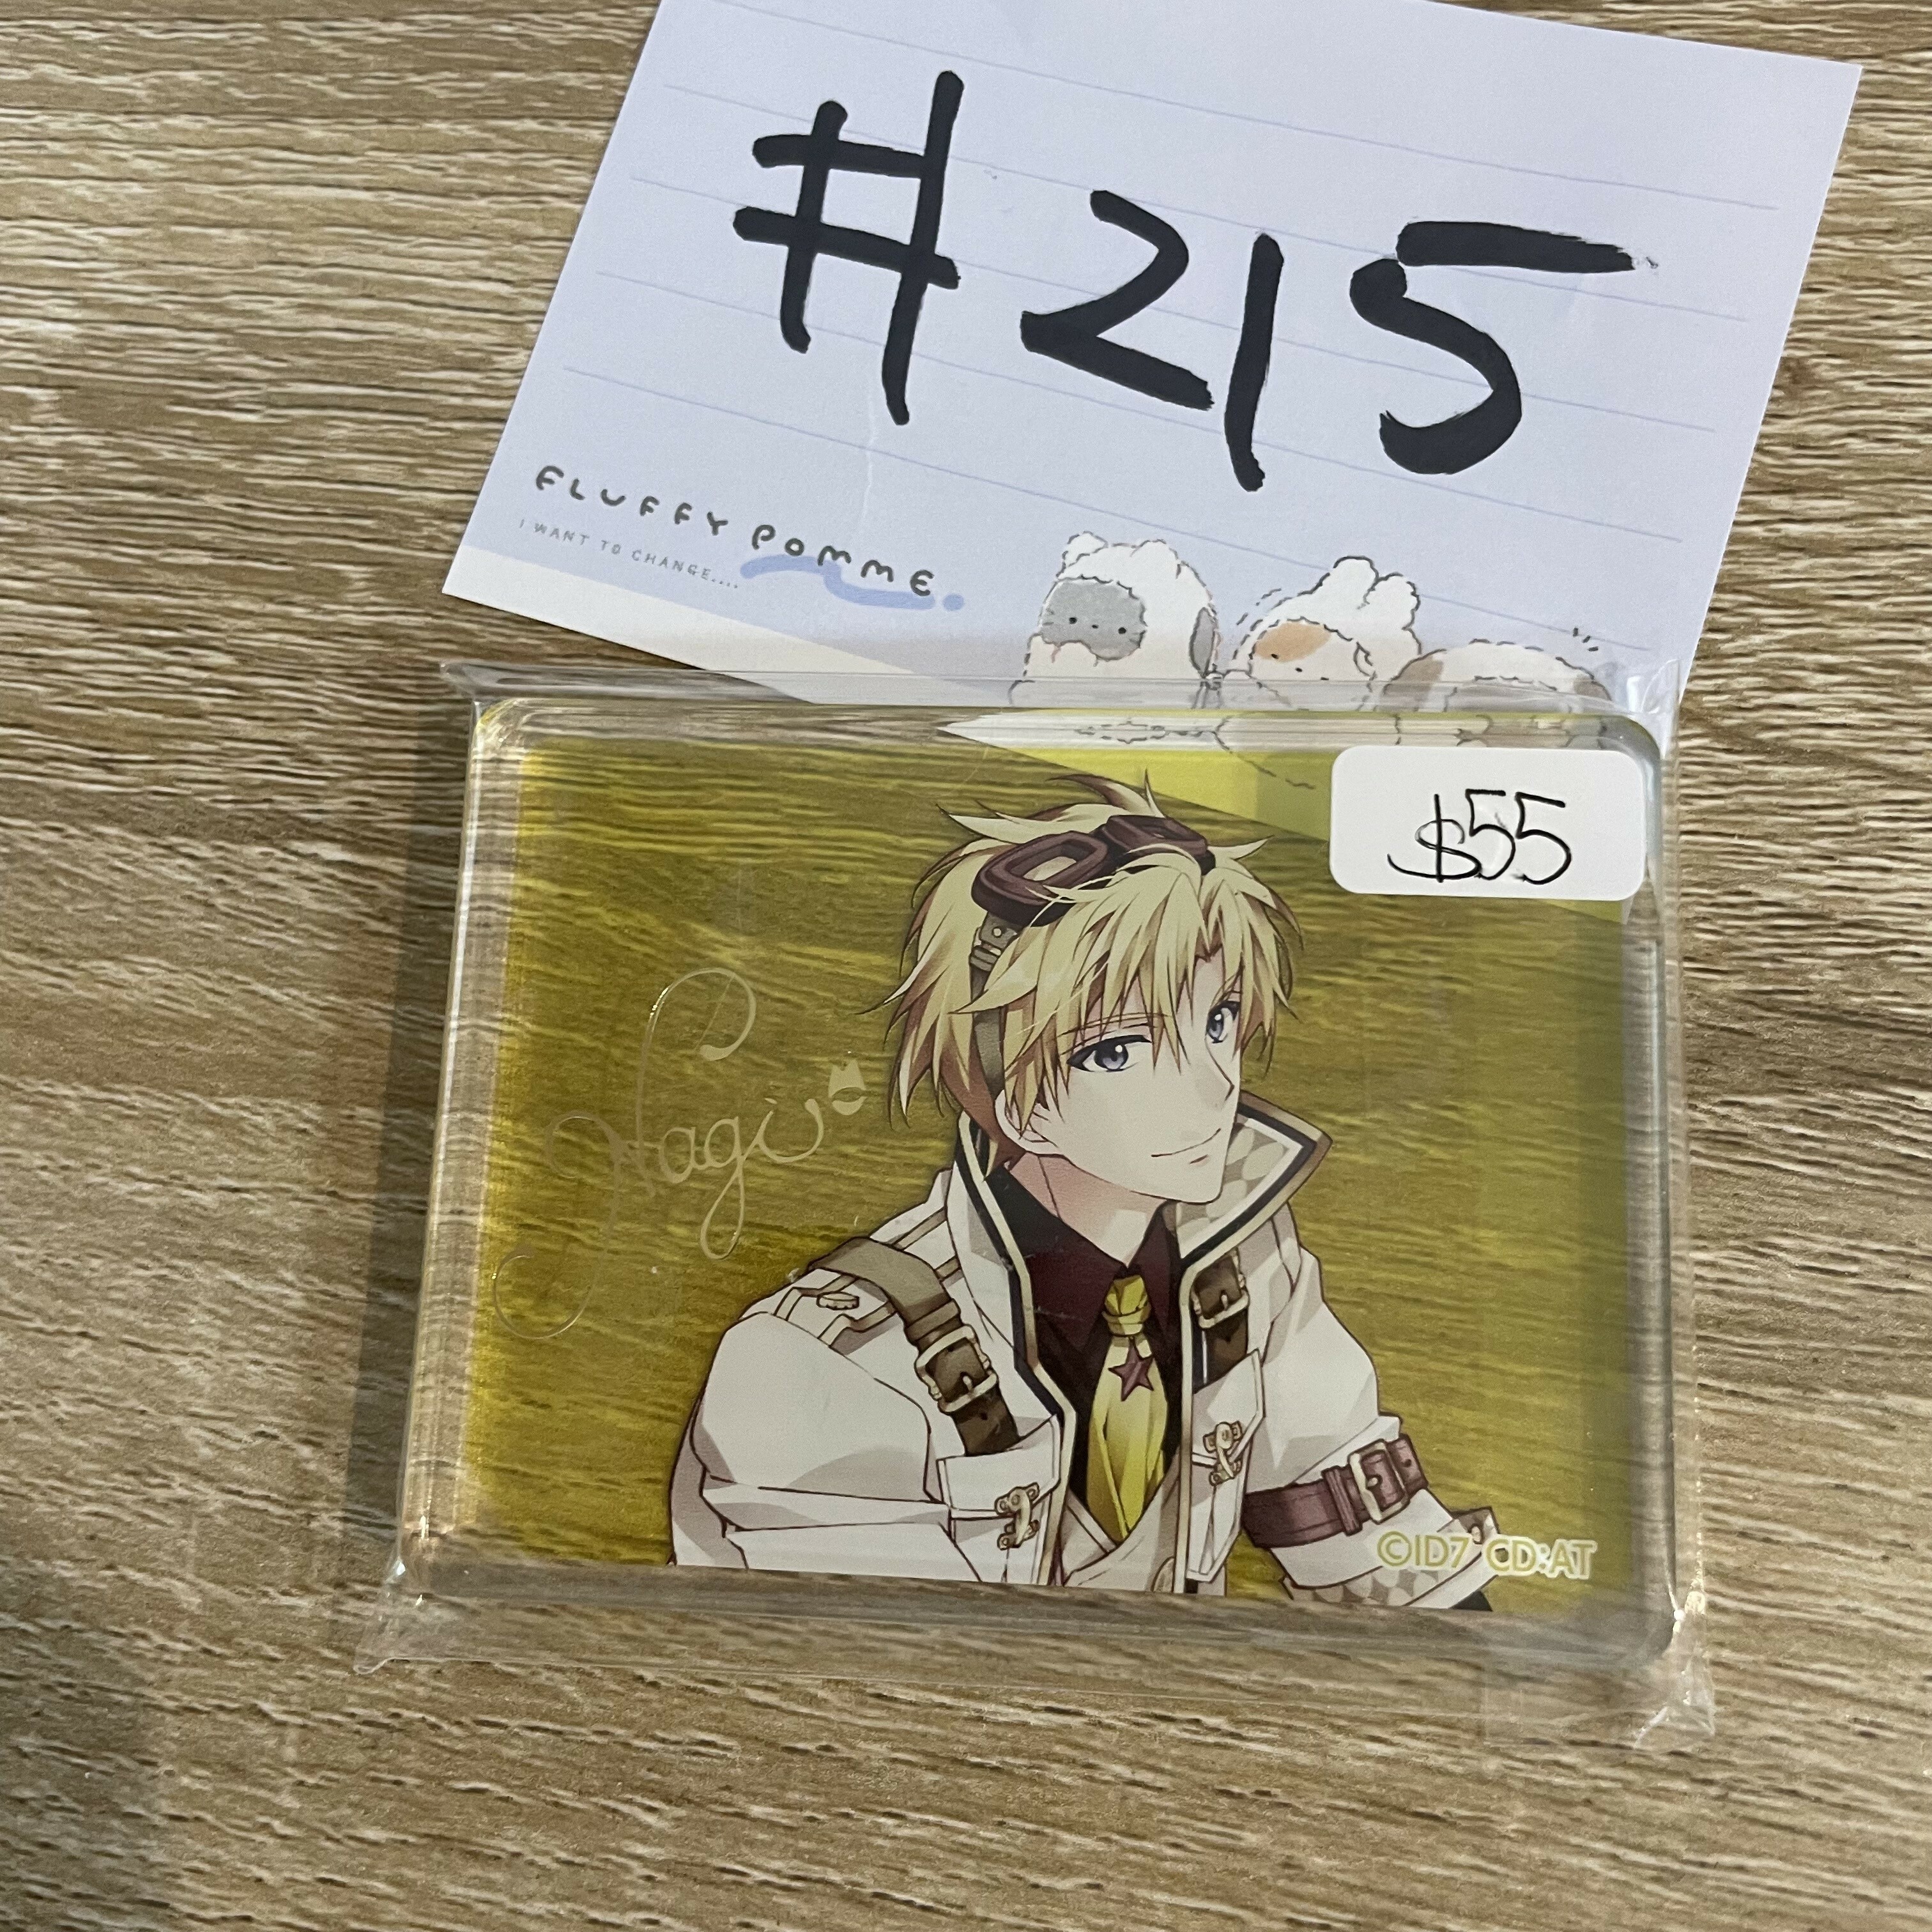 #215
FLUFFY POMME.
I WANT TO CHANGE....
$55
Nagi
©ID7 CD:AT